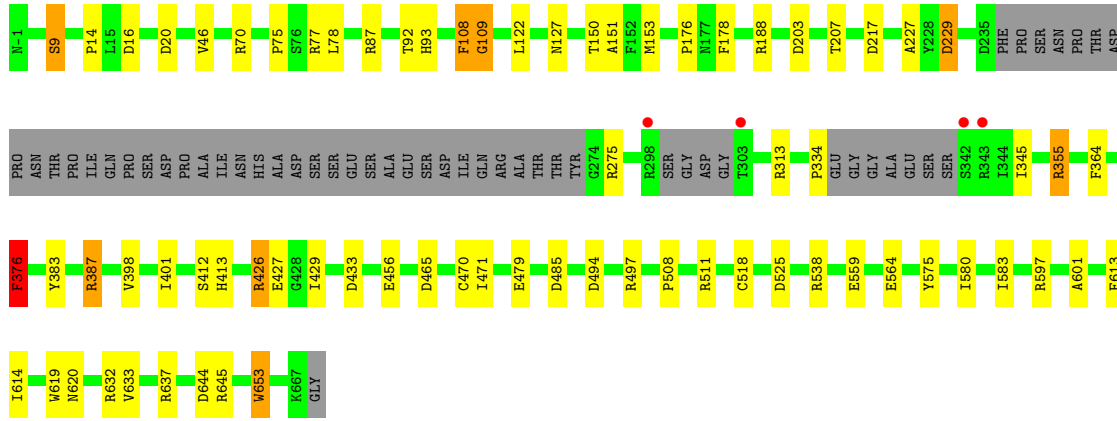 N-1 S9 P14 L15 D16 D20 V46 R70 P75 S76 R77 L78 R87 T92 H93 F108 G109 L122 N127 T150 A151 F152 M153 P176 N177 F178 R188 D203 T207 D217 A227 Y228 D229 D235 PHE PRO SER ASN PRO THR ASP
PRO ASN THR PRO ILE GLN PRO SER ASP PRO ALA ILE ASN HIS ALA ASP SER SER GLU SER ALA GLU SER ASP ILE GLN ARG ALA THR THR TYR G274 R275 R298 SER GLY ASP GLY T303 R313 P334 GLU GLY GLY ALA GLU SER SER S342 R343 I344 I345 R355 F364
F376 Y383 R387 V398 I401 S412 H413 R426 E427 G428 I429 D433 E456 D465 C470 I471 E479 D485 D494 R497 P508 R511 C518 D525 R538 E559 E564 Y575 I580 I583 R597 A601 E613
I614 W619 N620 R632 V633 R637 D644 R645 W653 K667 GLY